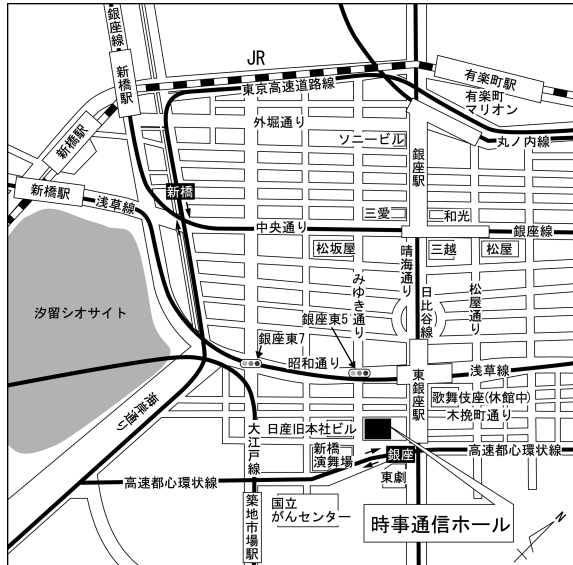 銀座線
新橋駅
JR
東京高速道路線
有楽町駅
有楽町
マリオン
外堀通り
ソニービル
銀座駅
丸ノ内線
新橋駅
新橋駅
浅草線
新橋
三愛
和光
中央通り
銀座線
松坂屋
晴海通り
三越
松屋
汐留シオサイト
みゆき通り
日比谷線
松屋通り
銀座東5
銀座東7
昭和通り
浅草線
東銀座駅
海岸通り
歌舞伎座(休館中)
木挽町通り
大江戸線
日産旧本社ビル
新橋
演舞場
銀座
高速都心環状線
高速都心環状線
東劇
国立
がんセンター
築地市場駅
時事通信ホール
N